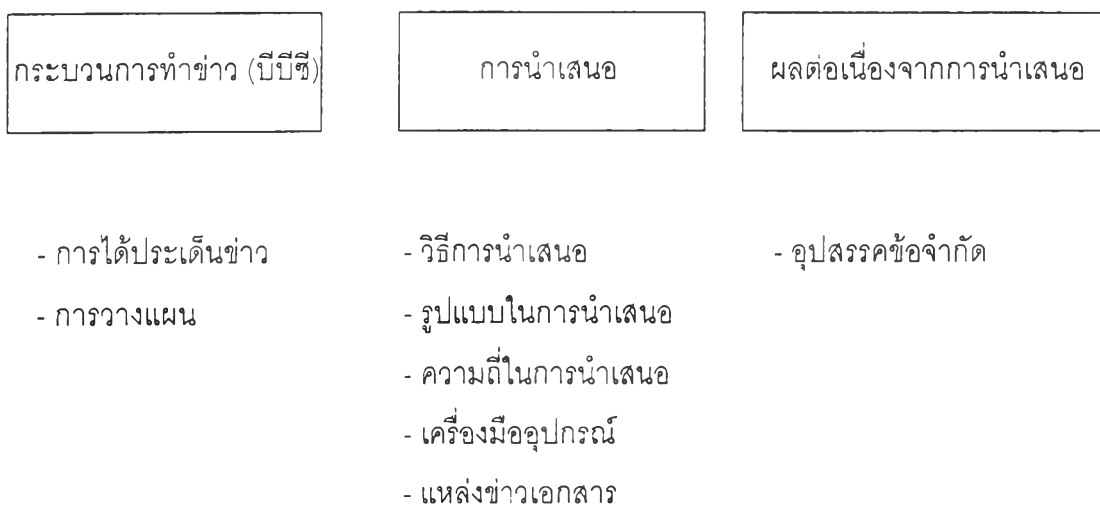 กระบวนการทำข่าว (บีบีซี)
การนำเสนอ
ผลต่อเนื่องจากการนำเสนอ
- การได้ประเด็นข่าว
- การวางแผน
- วิธีการนำเสนอ
- รูปแบบในการนำเสนอ
- ความถี่ในการนำเสนอ
- เครื่องมืออุปกรณ์
- แหล่งข่าวเอกสาร
- อุปสรรคข้อจำกัด